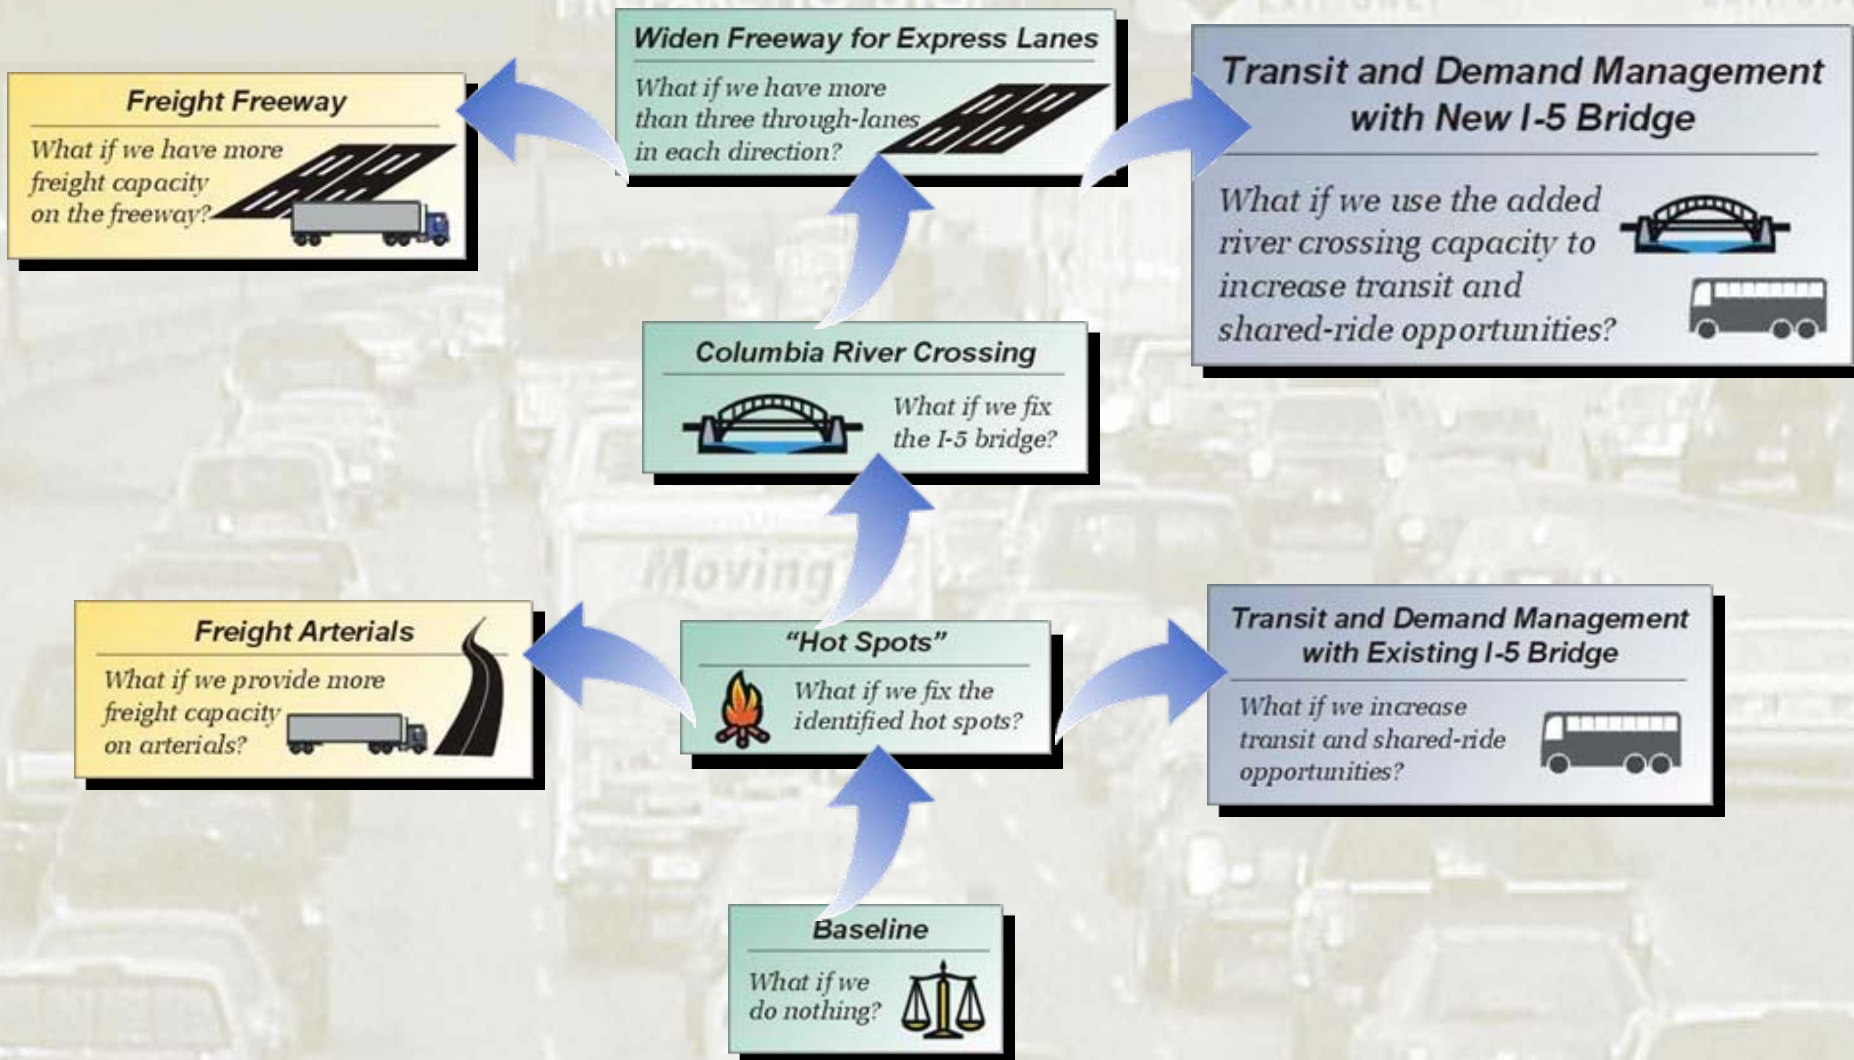 Widen Freeway for Express Lanes
What if we have more
than three through-lanes
in each direction?
Freight Freeway
What if we have more
freight capacity
on the freeway?
Transit and Demand Management
with New I-5 Bridge
What if we use the added
river crossing capacity to
increase transit and
shared-ride opportunities?
Columbia River Crossing
What if we fix
the I-5 bridge?
Moving
Freight Arterials
What if we provide more
freight capacity
on arterials?
“Hot Spots”
What if we fix the
identified hot spots?
Transit and Demand Management
with Existing I-5 Bridge
What if we increase
transit and shared-ride
opportunities?
Baseline
What if we
do nothing?